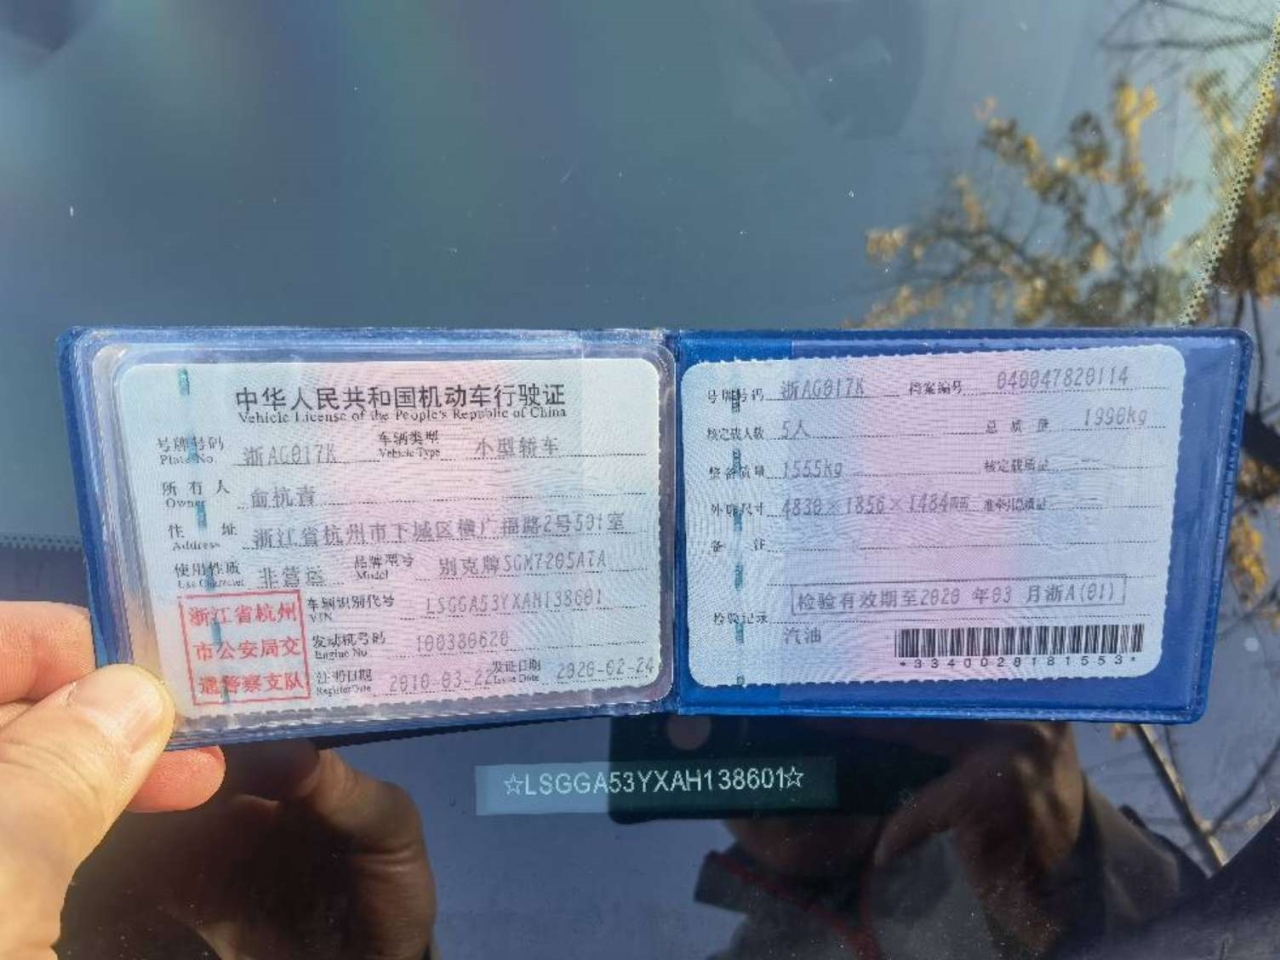 中华人民共和国机动车行驶证
Vehicle License of the People's Republic of China
号牌号码 浙AG017K 车辆类型 小型轿车
Plate No. Vehicle Type
所有人 俞杭青
Owner
住址 浙江省杭州市下城区横广福路2号501室
Address
使用性质 非营运 品牌型号 别克牌SGM7205ATA
Use Character Model
浙江省杭州
市公安局交
通警察支队
车辆识别代号 LSGGA53YXAH138601
VIN
发动机号码 100380620
Engine No.
注册日期 2010-03-22 发证日期 2020-02-24
Register Date Issue Date
号牌号码 浙AG017K 档案编号 040047820114
核定载人数 5人 总质量 1990kg
整备质量 1555kg 核定载质量 --
外廓尺寸 4830×1856×1484mm 准牵引总质量 --
备注
检验有效期至2020年03月浙A(01)
检验记录
汽油
*3340020181553*
☆LSGGA53YXAH138601☆